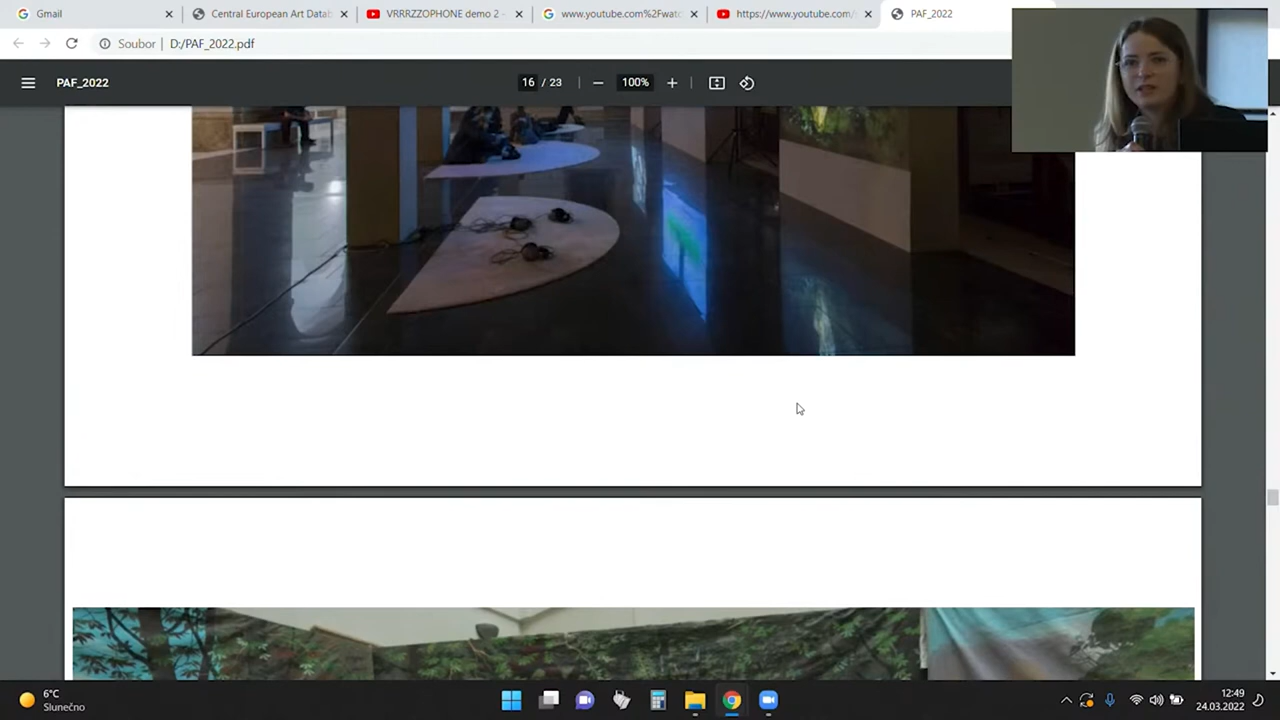 Gmail
Central European Art Datab
VRRRZZOPHONE demo 2 -
www.youtube.com%2Fwatc
https://www.youtube.com/
PAF_2022
Soubor | D:/PAF_2022.pdf
PAF_2022
16 / 23
100%
6°C
Slunečno
12:49
24.03.2022